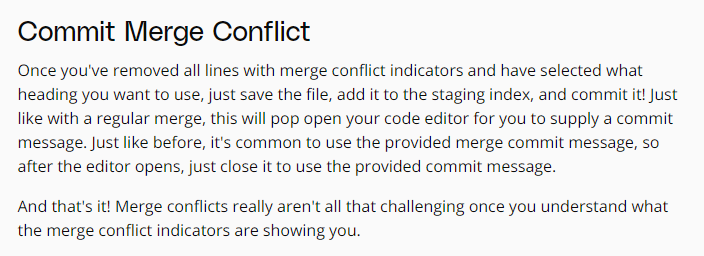 Commit Merge Conflict
Once you've removed all lines with merge conflict indicators and have selected what
heading you want to use, just save the file, add it to the staging index, and commit it! Just
like with a regular merge, this will pop open your code editor for you to supply a commit
message. Just like before, it's common to use the provided merge commit message, so
after the editor opens, just close it to use the provided commit message.
And that's it! Merge conflicts really aren't all that challenging once you understand what
the merge conflict indicators are showing you.